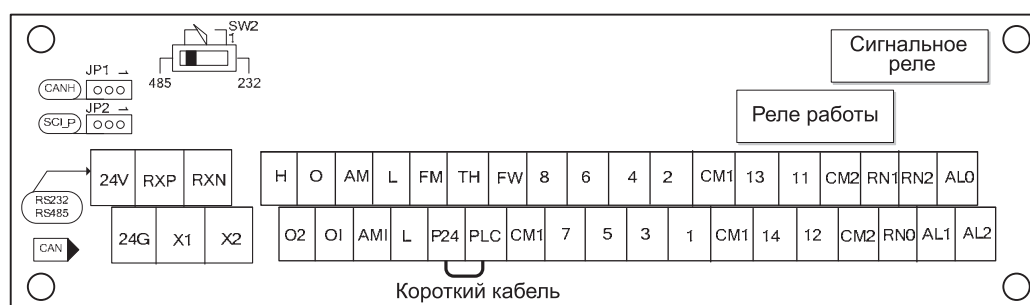 SW2
1
485 232
JP1 1
CANH
JP2 1
SCI_P
Сигнальное
реле
Реле работы
24V RXP RXN
H O AM L FM TH FW 8 6 4 2 CM1 13 11 CM2 RN1 RN2 AL0
RS232
RS485
24G X1 X2
O2 OI AMI L P24 PLC CM1 7 5 3 1 CM1 14 12 CM2 RN0 AL1 AL2
CAN
Короткий кабель